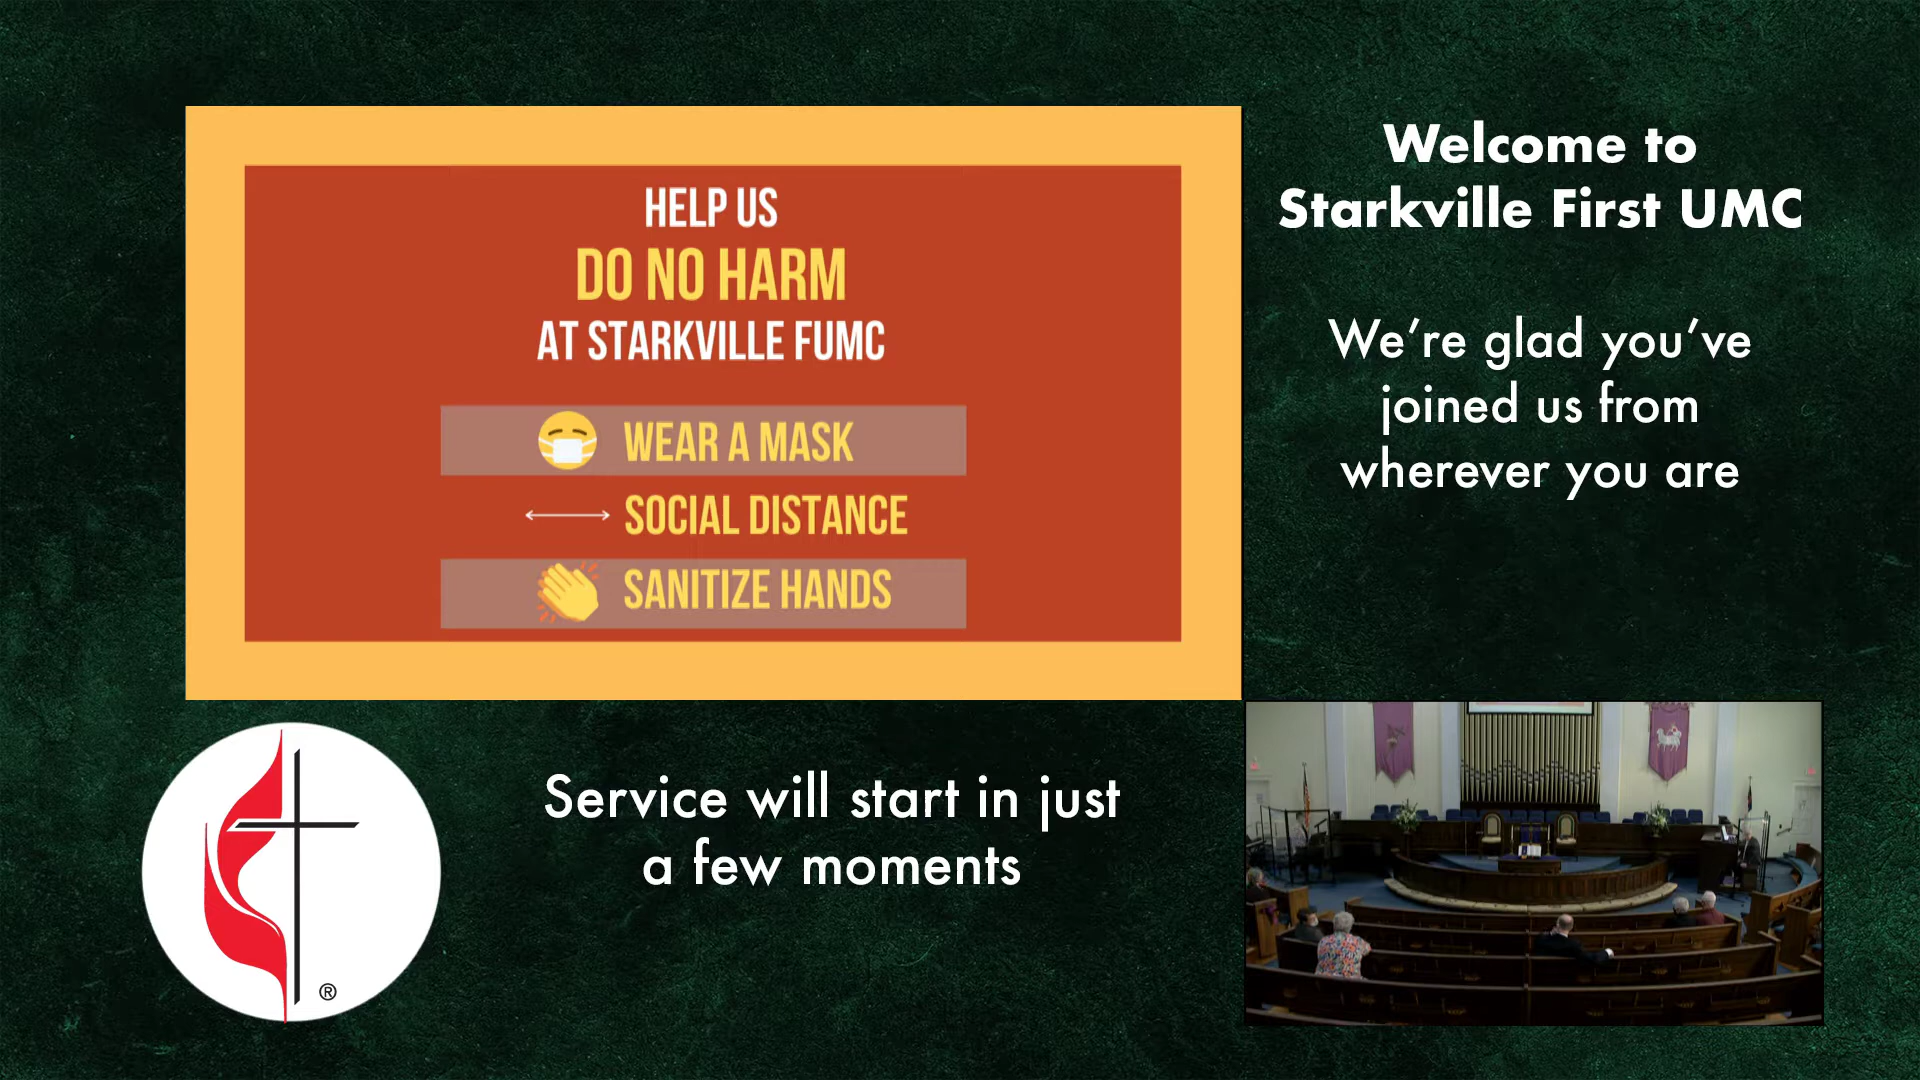 HELP US
DO NO HARM
AT STARKVILLE FUMC
WEAR A MASK
SOCIAL DISTANCE
SANITIZE HANDS
Welcome to
Starkville First UMC
We’re glad you’ve
joined us from
wherever you are
Service will start in just
a few moments
®